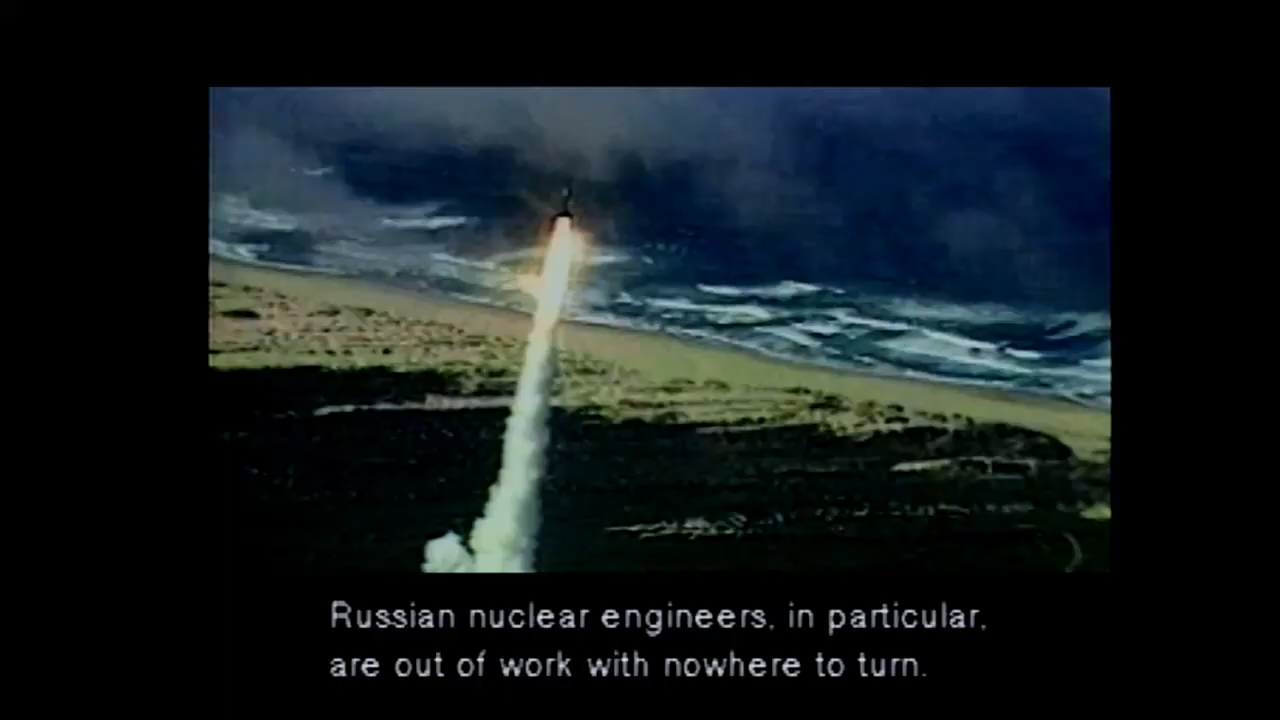 Russian nuclear engineers, in particular,
are out of work with nowhere to turn.